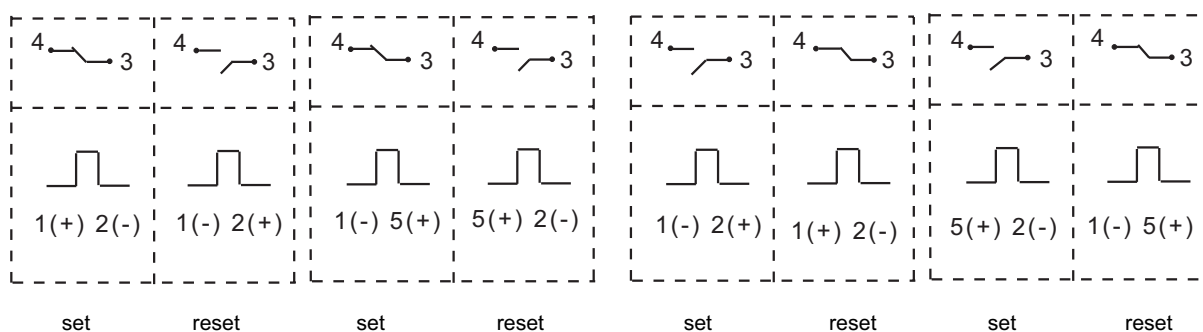 4 3 4 3 4 3 4 3 4 3 4 3 4 3 4 3
1(+) 2(-) 1(-) 2(+) 1(-) 5(+) 5(+) 2(-) 1(-) 2(+) 1(+) 2(-) 5(+) 2(-) 1(-) 5(+)
set reset set reset set reset set reset